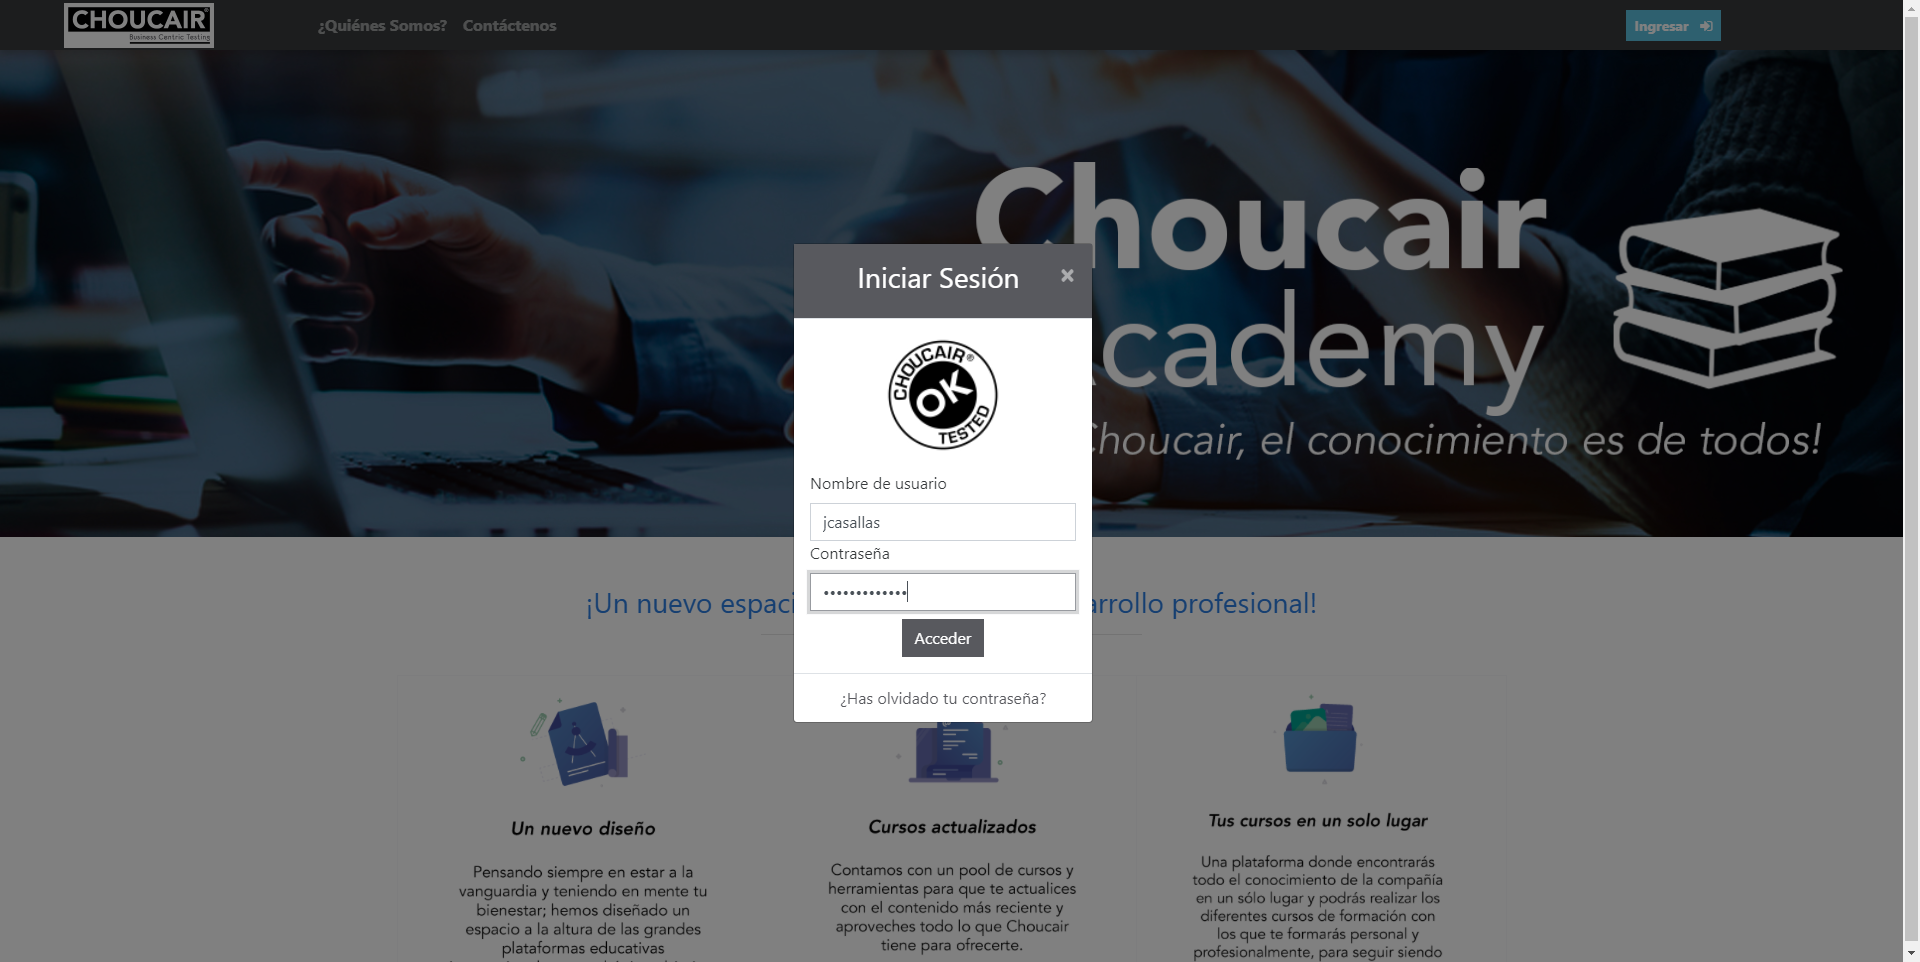 CHOUCAIR®
Business Centric Testing
¿Quiénes Somos?
Contáctenos
Ingresar
Choucair
cademy
Choucair, el conocimiento es de todos!
Iniciar Sesión
×
CHOUCAIR®
OK
TESTED
Nombre de usuario
jcasallas
Contraseña
•••••••••••••
Acceder
¿Has olvidado tu contraseña?
¡Un nuevo espaci
rrollo profesional!
Un nuevo diseño
Pensando siempre en estar a la
vanguardia y teniendo en mente tu
bienestar; hemos diseñado un
espacio a la altura de las grandes
plataformas educativas
Cursos actualizados
Contamos con un pool de cursos y
herramientas para que te actualices
con el contenido más reciente y
aproveches todo lo que Choucair
tiene para ofrecerte.
Tus cursos en un solo lugar
Una plataforma donde encontrarás
todo el conocimiento de la compañía
en un sólo lugar y podrás realizar los
diferentes cursos de formación con
los que te formarás personal y
profesionalmente, para seguir siendo